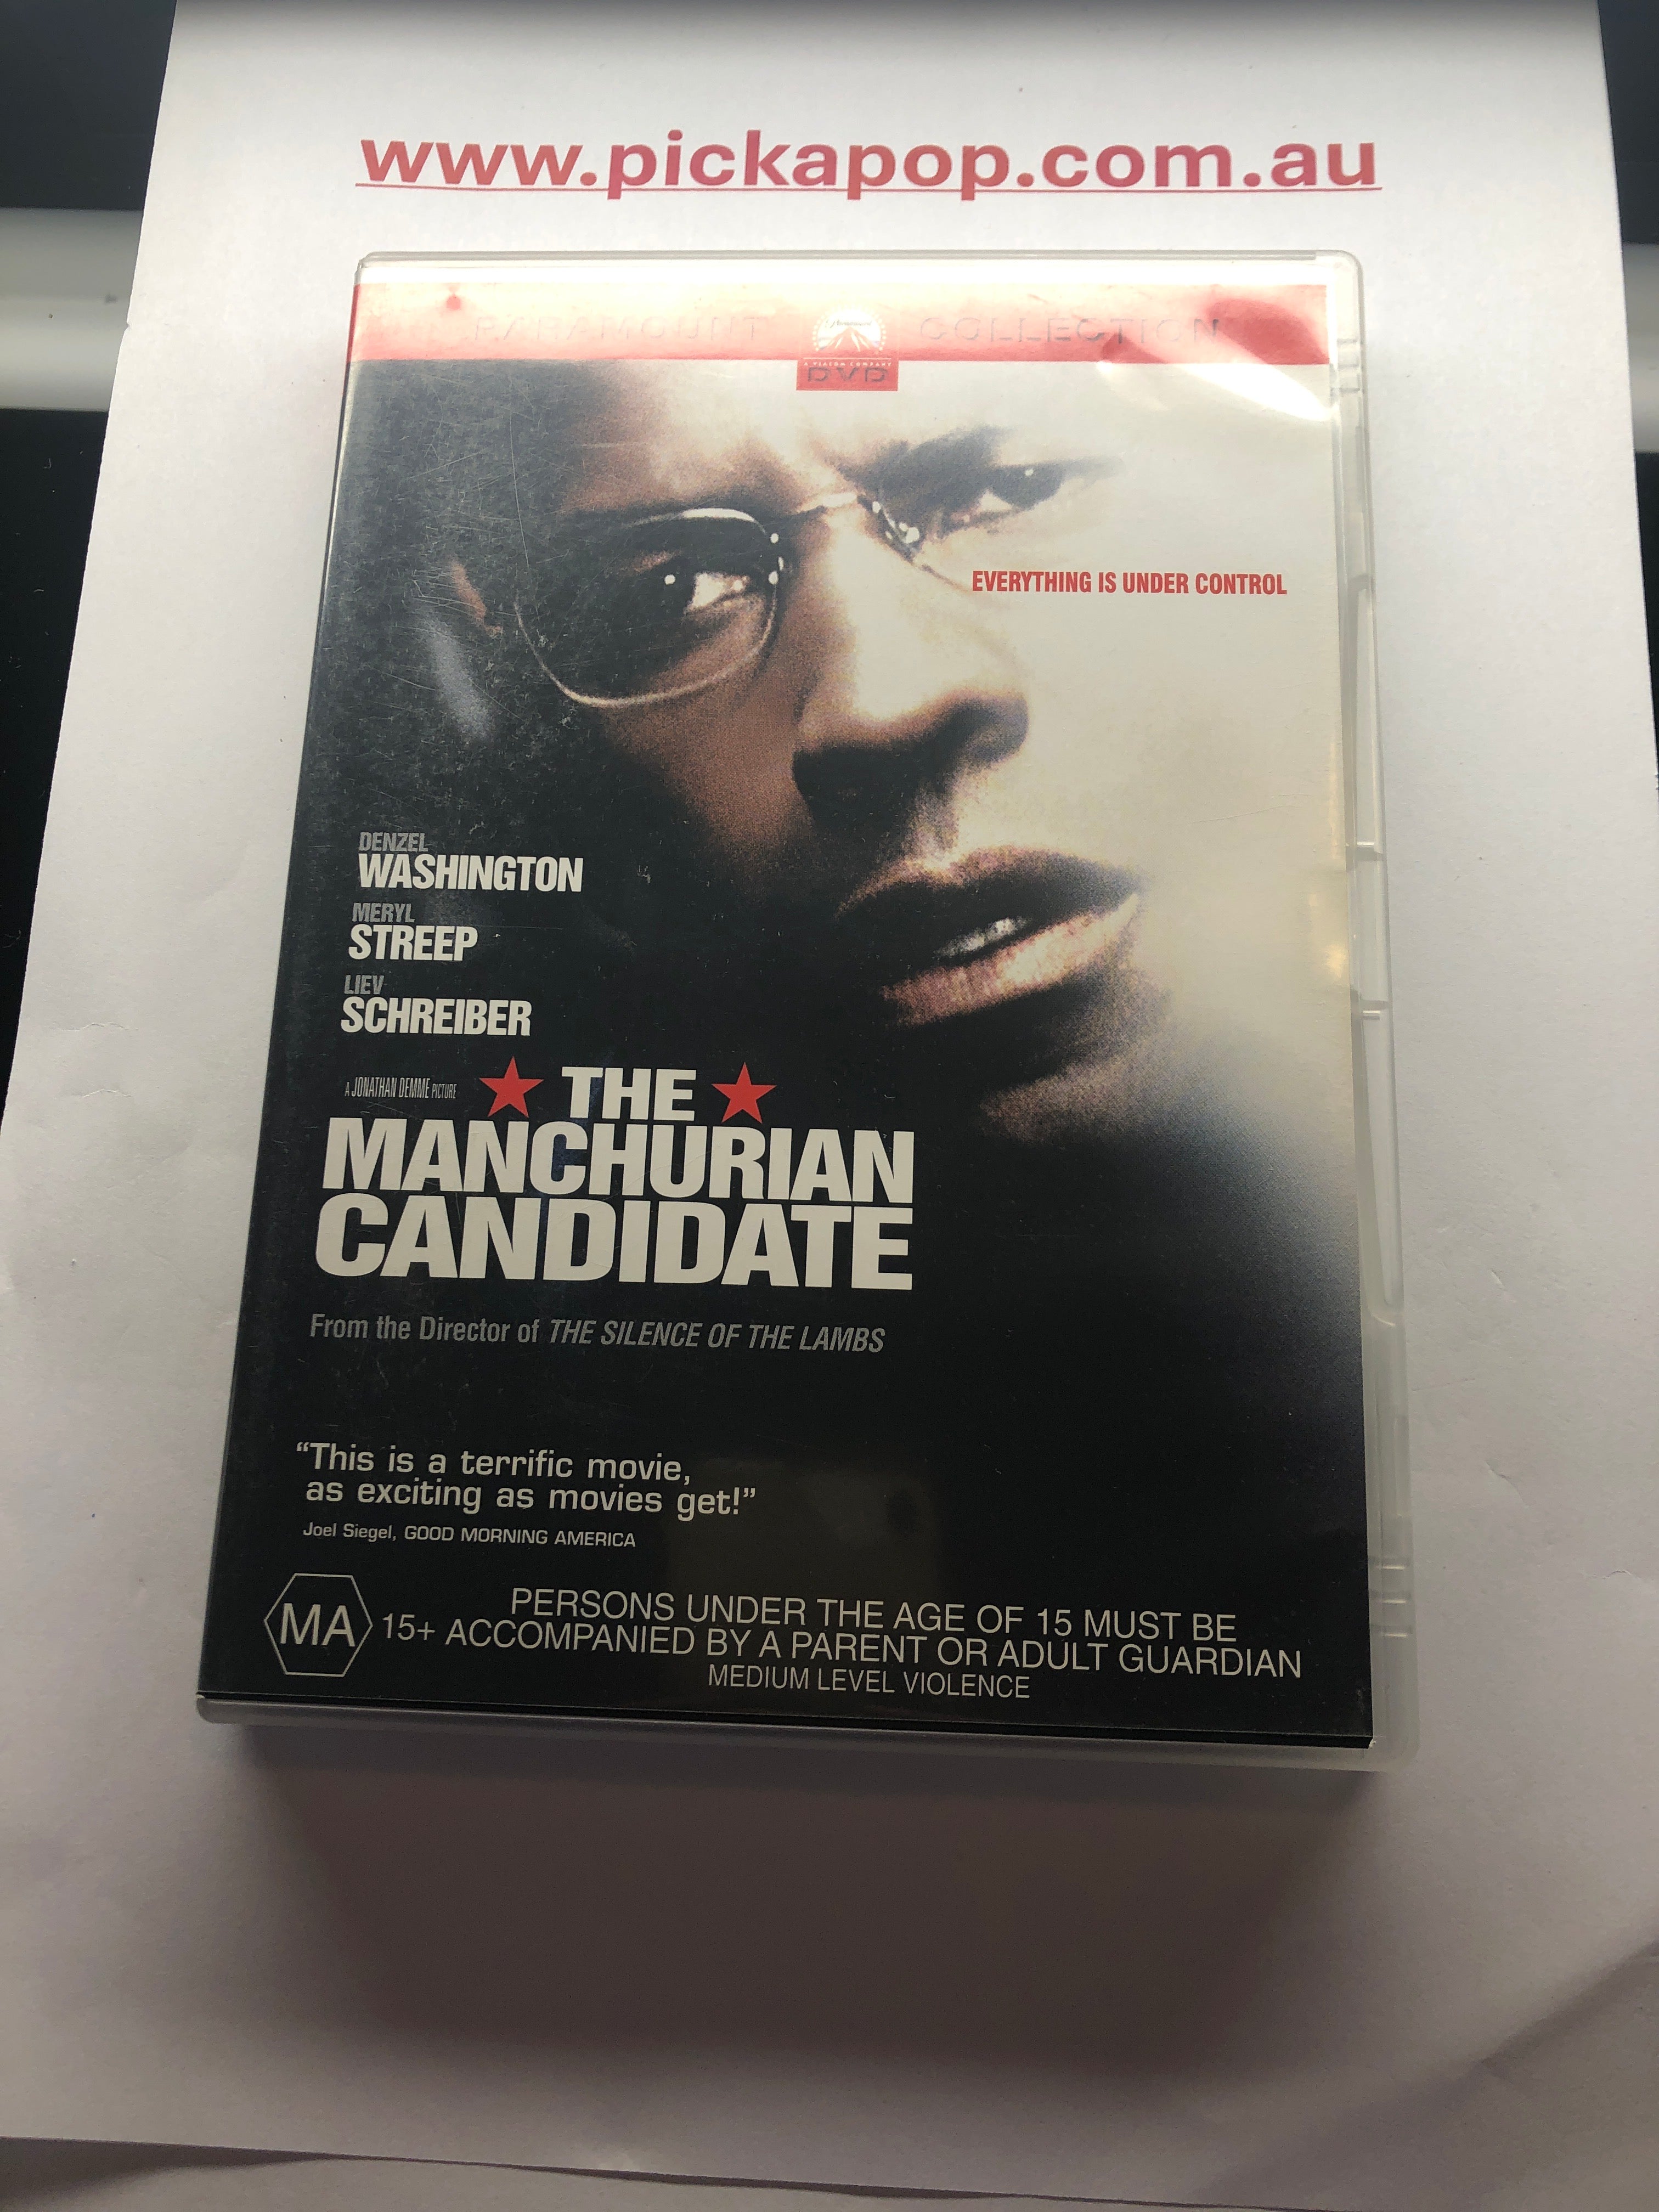 www.pickapop.com.au
PARAMOUNT COLLECTION
Paramount
A VIACOM COMPANY
DVD
EVERYTHING IS UNDER CONTROL
DENZEL
WASHINGTON
MERYL
STREEP
LIEV
SCHREIBER
A JONATHAN DEMME PICTURE
THE
MANCHURIAN
CANDIDATE
From the Director of THE SILENCE OF THE LAMBS
“This is a terrific movie,
as exciting as movies get!”
Joel Siegel, GOOD MORNING AMERICA
MA
PERSONS UNDER THE AGE OF 15 MUST BE
15+ ACCOMPANIED BY A PARENT OR ADULT GUARDIAN
MEDIUM LEVEL VIOLENCE